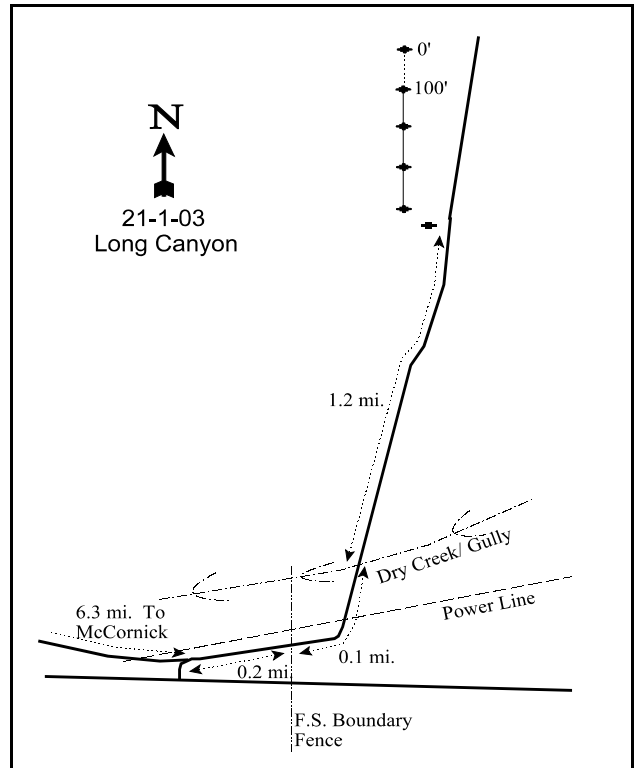 0'
100'
N
21-1-03
Long Canyon
1.2 mi.
Dry Creek/ Gully
Power Line
6.3 mi. To
McCornick
0.1 mi.
0.2 mi.
F.S. Boundary
Fence